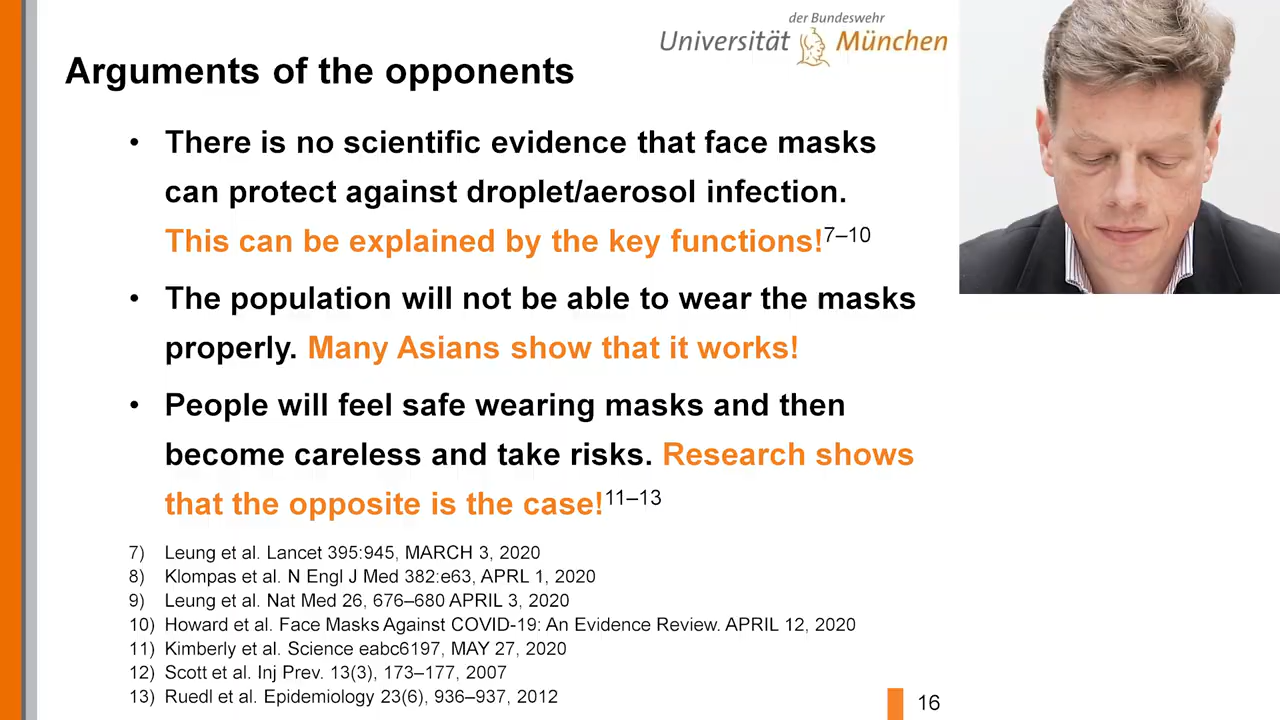 der Bundeswehr
Universität München
Arguments of the opponents
• There is no scientific evidence that face masks
can protect against droplet/aerosol infection.
This can be explained by the key functions!7–10
• The population will not be able to wear the masks
properly. Many Asians show that it works!
• People will feel safe wearing masks and then
become careless and take risks. Research shows
that the opposite is the case!11–13
7) Leung et al. Lancet 395:945, MARCH 3, 2020
8) Klompas et al. N Engl J Med 382:e63, APRL 1, 2020
9) Leung et al. Nat Med 26, 676–680 APRIL 3, 2020
10) Howard et al. Face Masks Against COVID-19: An Evidence Review. APRIL 12, 2020
11) Kimberly et al. Science eabc6197, MAY 27, 2020
12) Scott et al. Inj Prev. 13(3), 173–177, 2007
13) Ruedl et al. Epidemiology 23(6), 936–937, 2012
16